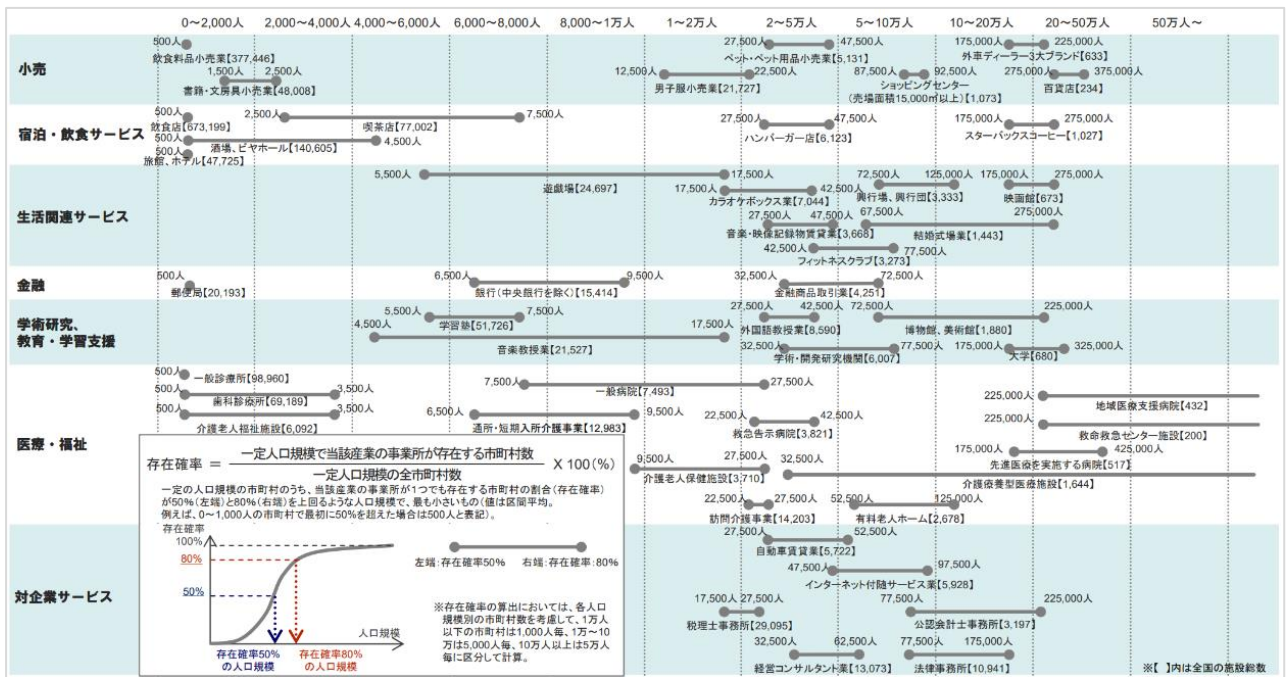 0～2,000人 2,000～4,000人 4,000～6,000人 6,000～8,000人 8,000～1万人 1～2万人 2～5万人 5～10万人 10～20万人 20～50万人 50万人～
小売
500人
飲食料品小売業【377,446】
1,500人 2,500人
書籍・文房具小売業【48,008】
12,500人 22,500人
男子服小売業【21,727】
27,500人 47,500人
ペット・ペット用品小売業【5,131】
87,500人 92,500人
ショッピングセンター
(売場面積15,000㎡以上)【1,073】
175,000人 225,000人
外車ディーラー3大ブランド【633】
275,000人 375,000人
百貨店【234】
宿泊・飲食サービス
500人
飲食店【673,199】
2,500人 7,500人
喫茶店【77,002】
500人 4,500人
酒場、ビヤホール【140,605】
500人
旅館、ホテル【47,725】
27,500人 47,500人
ハンバーガー店【6,123】
175,000人 275,000人
スターバックスコーヒー【1,027】
生活関連サービス
5,500人 17,500人
遊戯場【24,697】
17,500人 42,500人
カラオケボックス業【7,044】
72,500人 125,000人
興行場、興行団【3,333】
175,000人 275,000人
映画館【673】
27,500人 47,500人
音楽・映像記録物賃貸業【3,668】
67,500人 275,000人
結婚式場業【1,443】
42,500人 77,500人
フィットネスクラブ【3,273】
金融
500人
郵便局【20,193】
6,500人 9,500人
銀行(中央銀行を除く)【15,414】
32,500人 72,500人
金融商品取引業【4,251】
学術研究、
教育・学習支援
5,500人 7,500人
学習塾【51,726】
4,500人 17,500人
音楽教授業【21,527】
27,500人 42,500人
外国語教授業【8,590】
72,500人 225,000人
博物館、美術館【1,880】
32,500人 77,500人
学術・開発研究機関【6,007】
175,000人 325,000人
大学【680】
医療・福祉
500人
一般診療所【98,960】
500人 3,500人
歯科診療所【69,189】
500人 3,500人
介護老人福祉施設【6,092】
7,500人 27,500人
一般病院【7,493】
6,500人 9,500人
通所・短期入所介護事業【12,983】
22,500人 42,500人
救急告示病院【3,821】
225,000人
地域医療支援病院【432】
225,000人
救命救急センター施設【200】
175,000人 425,000人
先進医療を実施する病院【517】
9,500人 27,500人
介護老人保健施設【3,710】
32,500人
介護療養型医療施設【1,644】
22,500人 27,500人
訪問介護事業【14,203】
52,500人 125,000人
有料老人ホーム【2,678】
対企業サービス
27,500人 52,500人
自動車賃貸業【5,722】
47,500人 97,500人
インターネット付随サービス業【5,928】
17,500人 27,500人
税理士事務所【29,095】
77,500人 225,000人
公認会計士事務所【3,197】
32,500人 62,500人
経営コンサルタント業【13,073】
77,500人 175,000人
法律事務所【10,941】
存在確率 = 一定人口規模で当該産業の事業所が存在する市町村数
一定人口規模の全市町村数
X 100(%)
一定の人口規模の市町村のうち、当該産業の事業所が1つでも存在する市町村の割合(存在確率)
が50%(左端)と80%(右端)を上回るような人口規模で、最も小さいもの(値は区間平均。
例えば、0～1,000人の市町村で最初に50%を超えた場合は500人と表記)。
存在確率
100%
80%
50%
人口規模
存在確率50%
の人口規模
存在確率80%
の人口規模
左端:存在確率50% 右端:存在確率:80%
※存在確率の算出においては、各人口
規模別の市町村数を考慮して、1万人
以下の市町村は1,000人毎、1万～10
万は5,000人毎、10万人以上は5万人
毎に区分して計算。
※【 】内は全国の施設総数